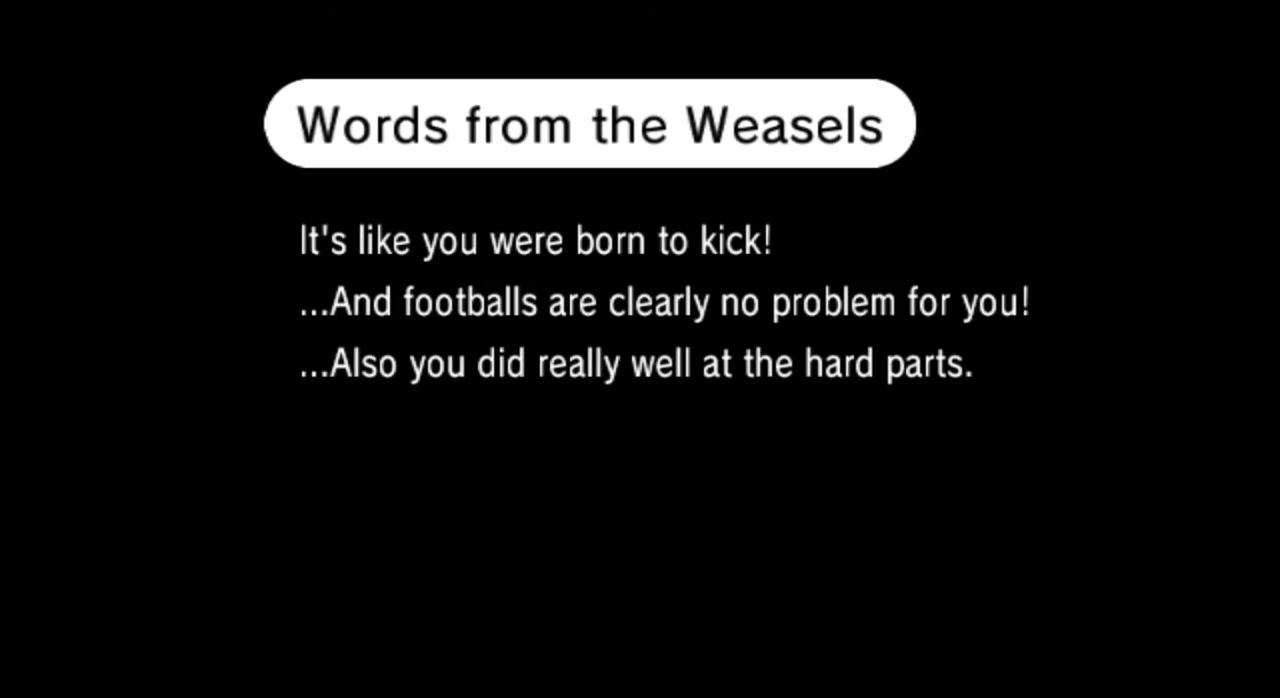 Words from the Weasels
It's like you were born to kick!
...And footballs are clearly no problem for you!
...Also you did really well at the hard parts.